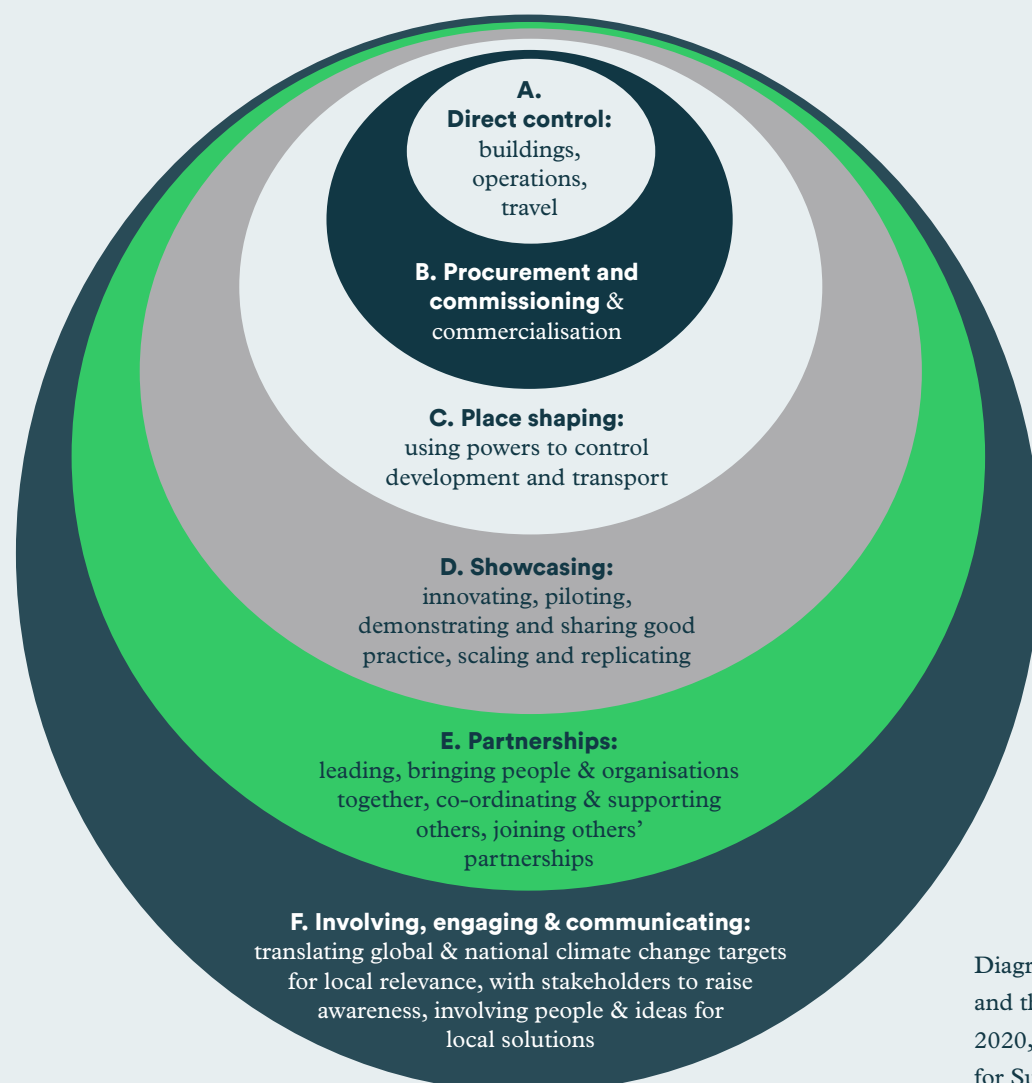 A.
Direct control:
buildings,
operations,
travel
B. Procurement and
commissioning &
commercialisation
C. Place shaping:
using powers to control
development and transport
D. Showcasing:
innovating, piloting,
demonstrating and sharing good
practice, scaling and replicating
E. Partnerships:
leading, bringing people & organisations
together, co-ordinating & supporting
others, joining others’
partnerships
F. Involving, engaging & communicating:
translating global & national climate change targets
for local relevance, with stakeholders to raise
awareness, involving people & ideas for
local solutions
and
2020,
for